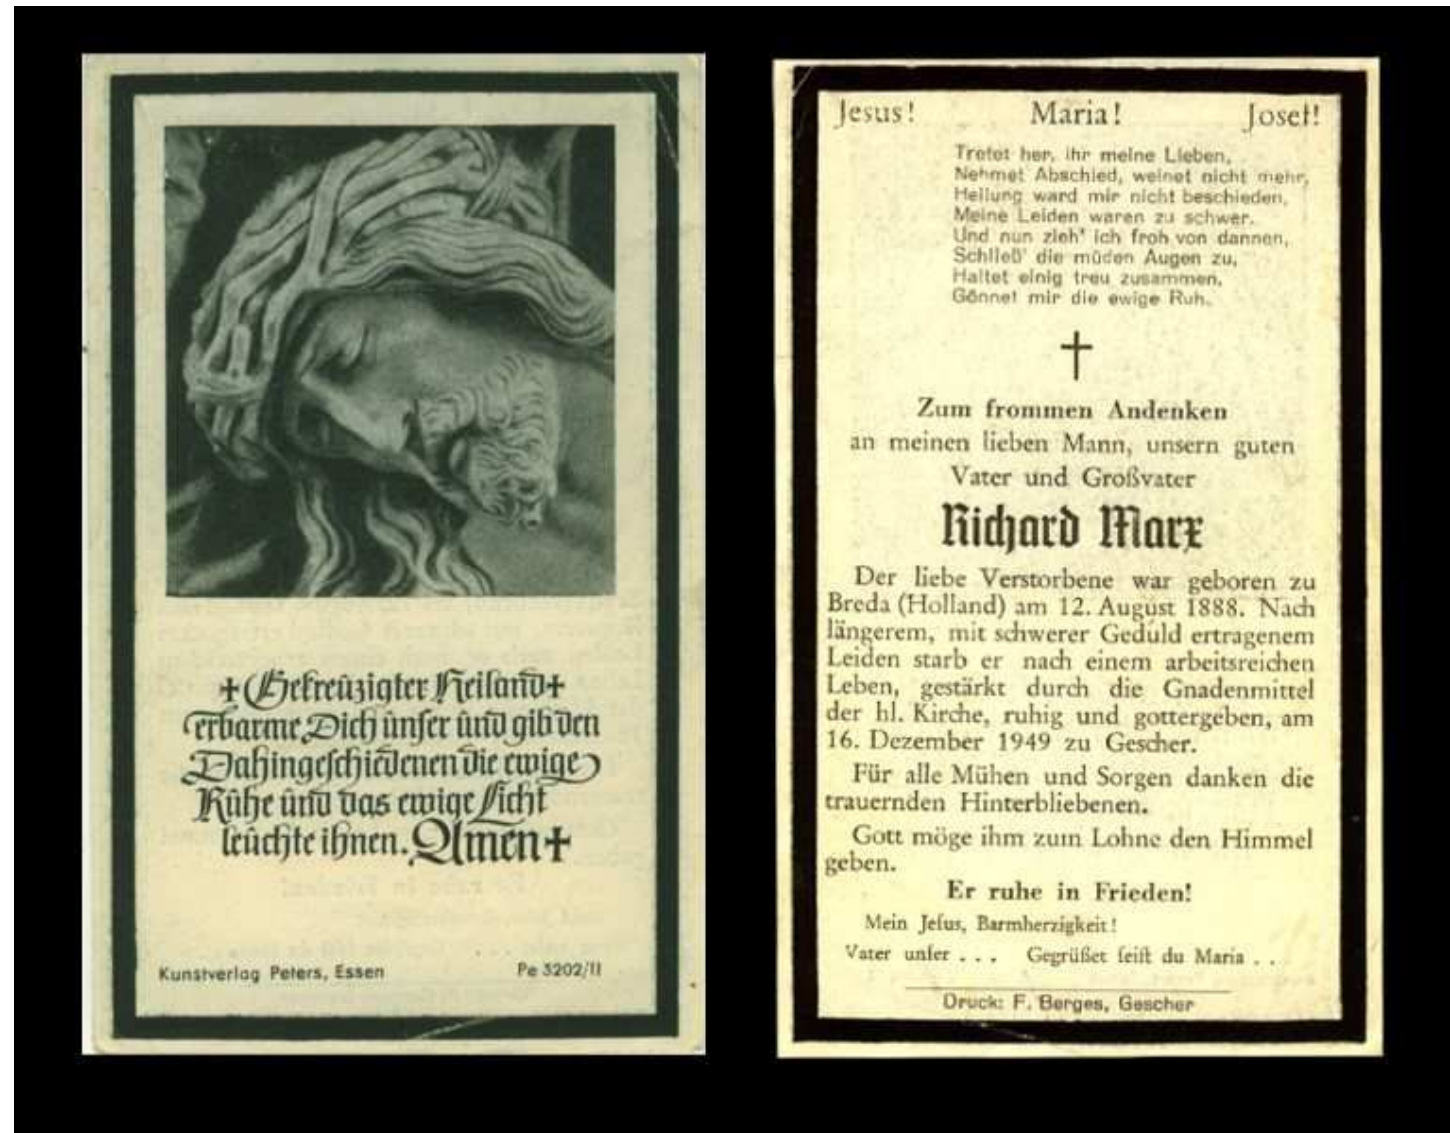 +Gekreuzigter Heiland+
erbarme Dich unser und gib den
Dahingeschiedenen die ewige
Ruhe und das ewige Licht
leuchte ihnen. Amen+
Kunstverlag Peters, Essen Pe 3202/II
Jesus! Maria! Josef!
Tretet her, ihr meine Lieben,
Nehmet Abschied, weinet nicht mehr,
Heilung ward mir nicht beschieden,
Meine Leiden waren zu schwer.
Und nun zieh' ich froh von dannen,
Schließ' die müden Augen zu,
Haltet einig treu zusammen,
Gönnet mir die ewige Ruh.
Zum frommen Andenken
an meinen lieben Mann, unsern guten
Vater und Großvater
Richard Marx
Der liebe Verstorbene war geboren zu
Breda (Holland) am 12. August 1888. Nach
längerem, mit schwerer Geduld ertragenem
Leiden starb er nach einem arbeitsreichen
Leben, gestärkt durch die Gnadenmittel
der hl. Kirche, ruhig und gottergeben, am
16. Dezember 1949 zu Gescher.
Für alle Mühen und Sorgen danken die
trauernden Hinterbliebenen.
Gott möge ihm zum Lohne den Himmel
geben.
Er ruhe in Frieden!
Mein Jesus, Barmherzigkeit!
Vater unser . . . Gegrüßet seist du Maria . .
Druck: F. Berges, Gescher